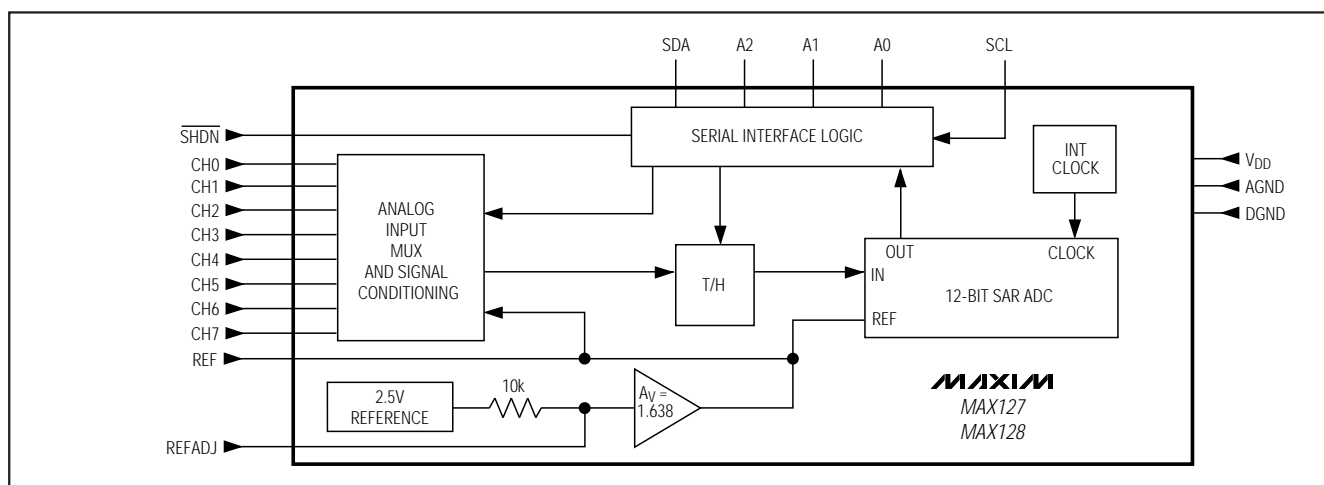 SDA A2 A1 A0 SCL
SHDN
SERIAL INTERFACE LOGIC
INT
CLOCK
VDD
AGND
DGND
CH0
CH1
CH2
CH3
CH4
CH5
CH6
CH7
REF
ANALOG
INPUT
MUX
AND SIGNAL
CONDITIONING
T/H
OUT CLOCK
IN
12-BIT SAR ADC
REF
2.5V
REFERENCE
10k
AV =
1.638
MAXIM
MAX127
MAX128
REFADJ